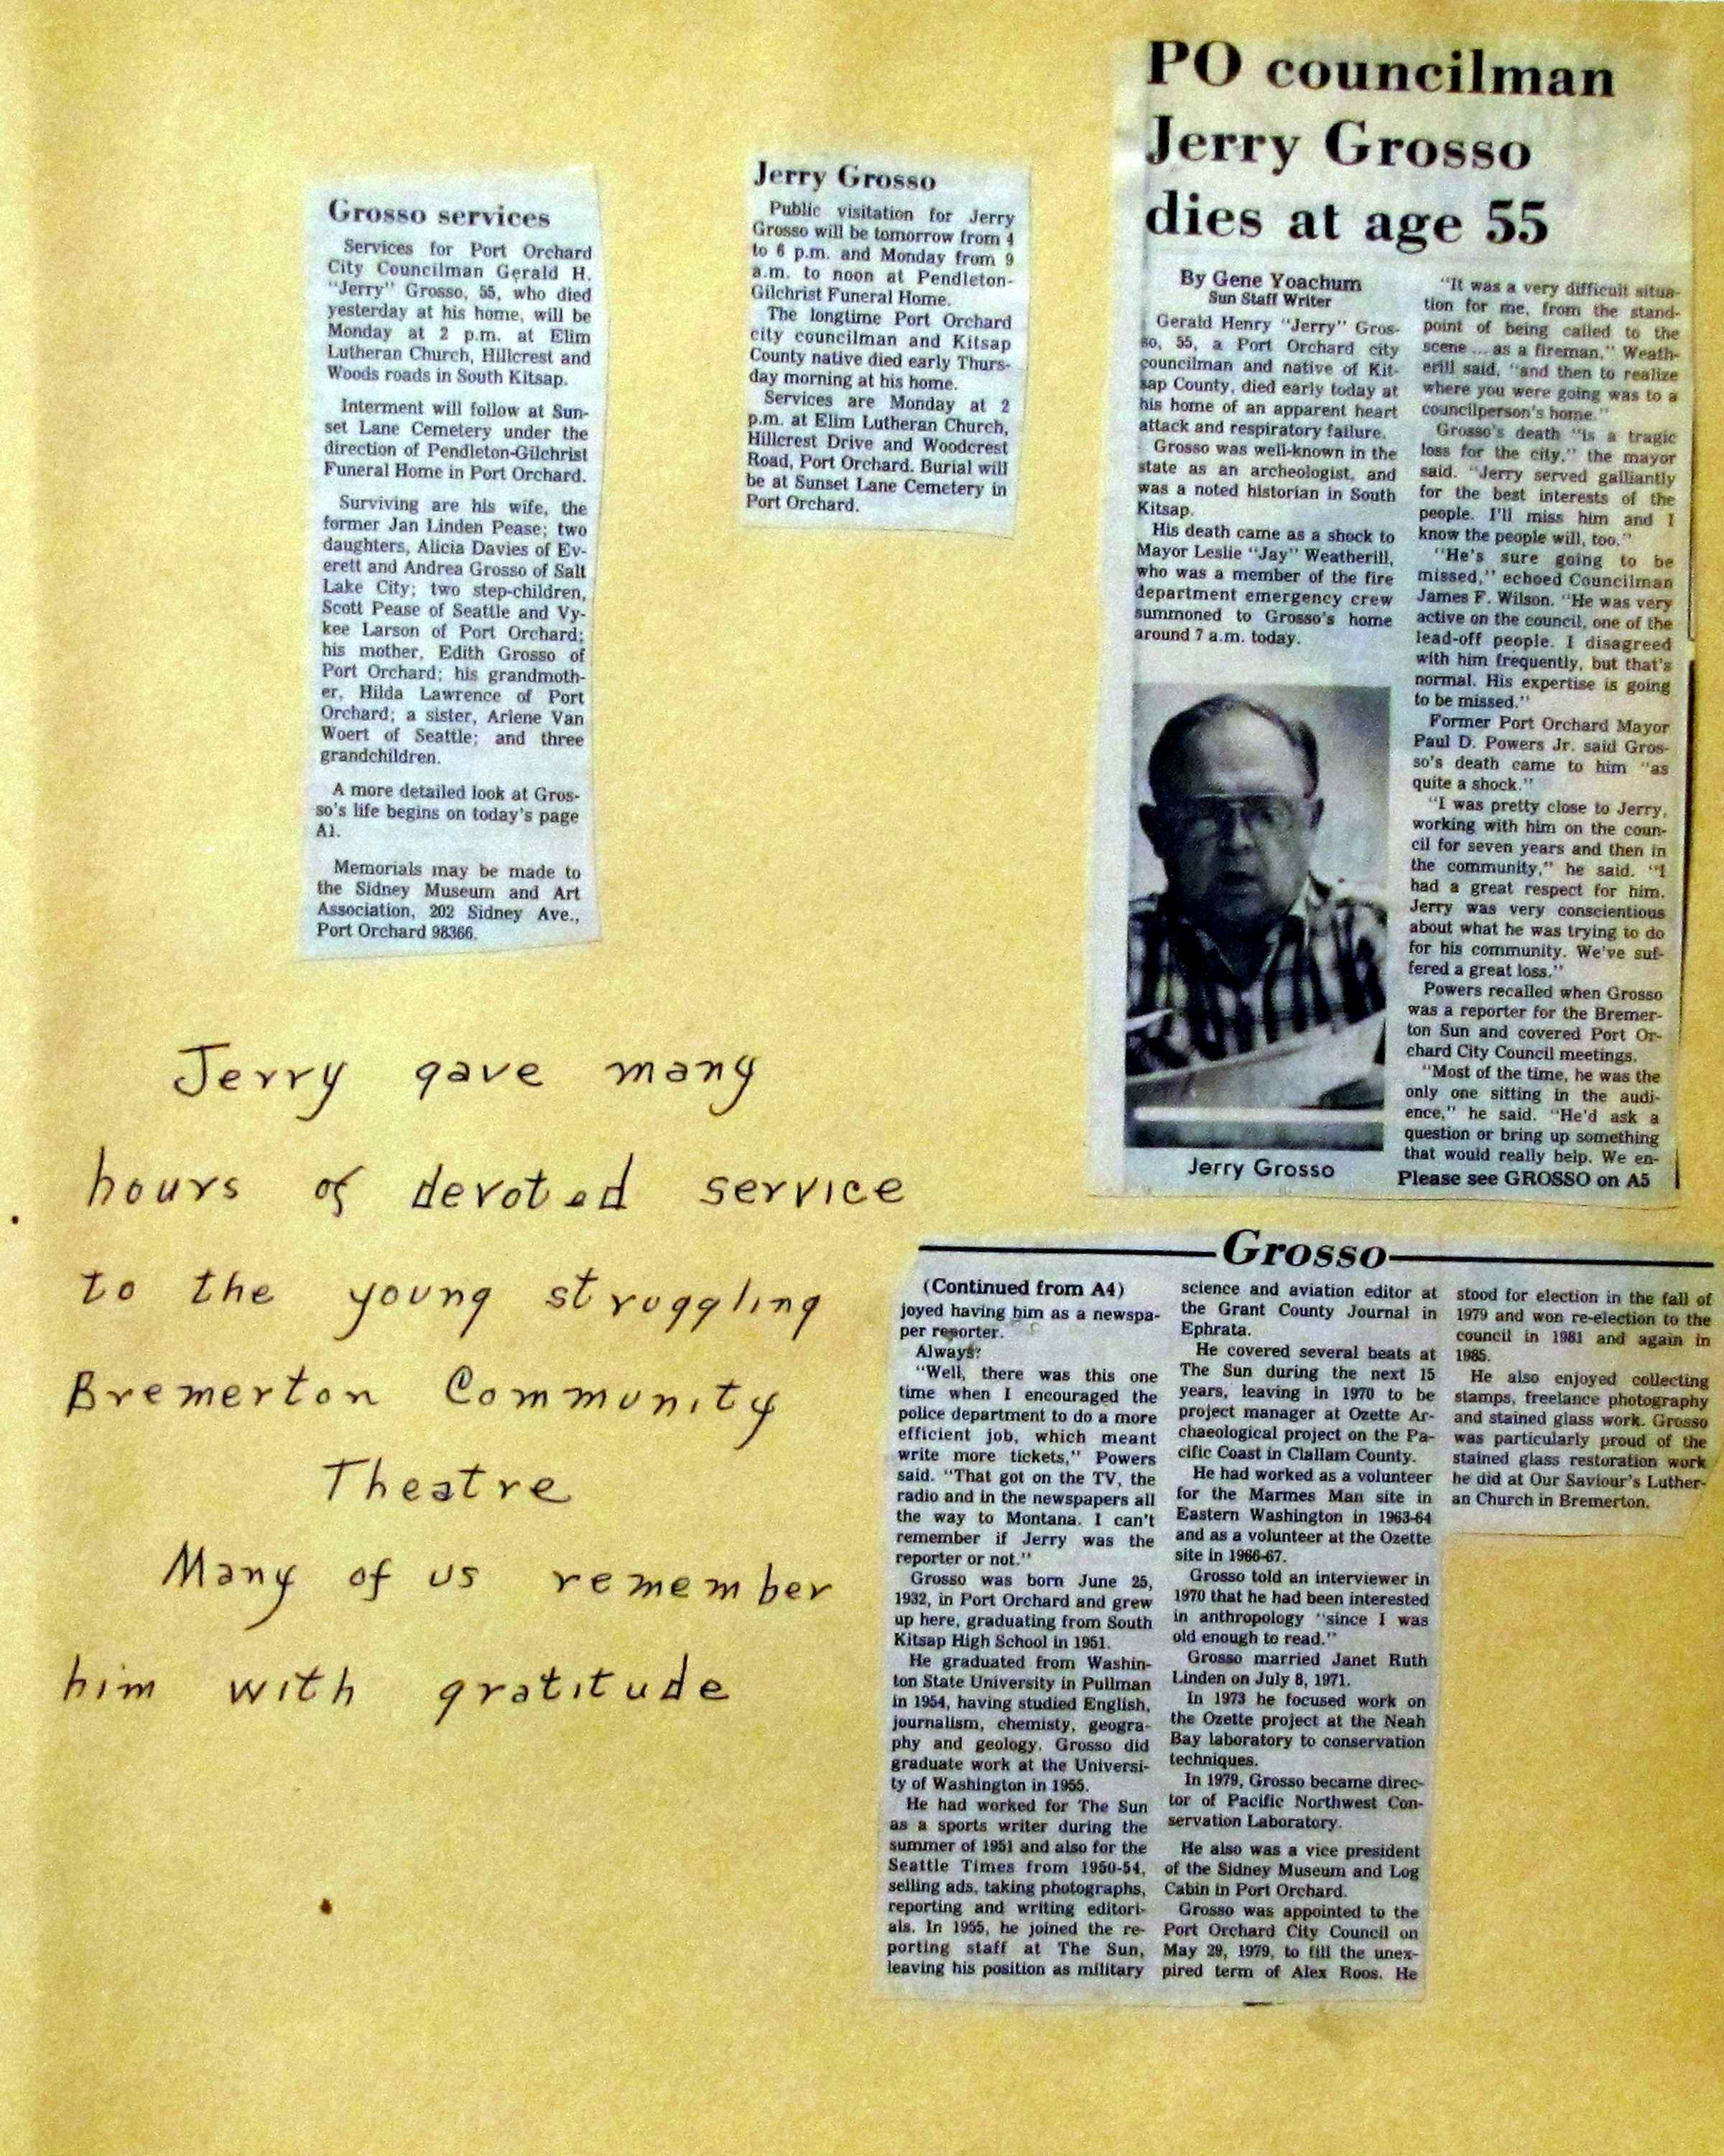 Grosso services
Services for Port Orchard
City Councilman Gerald H.
"Jerry" Grosso, 55, who died
yesterday at his home, will be
Monday at 2 p.m. at Elim
Lutheran Church, Hillcrest and
Woods roads in South Kitsap.
Interment will follow at Sun-
set Lane Cemetery under the
direction of Pendleton-Gilchrist
Funeral Home in Port Orchard.
Surviving are his wife, the
former Jan Linden Pease; two
daughters, Alicia Davies of Ev-
erett and Andrea Grosso of Salt
Lake City; two step-children,
Scott Pease of Seattle and Vy-
kee Larson of Port Orchard;
his mother, Edith Grosso of
Port Orchard; his grandmoth-
er, Hilda Lawrence of Port
Orchard; a sister, Arlene Van
Woert of Seattle; and three
grandchildren.
A more detailed look at Gros-
so's life begins on today's page
A1.
Memorials may be made to
the Sidney Museum and Art
Association, 202 Sidney Ave.,
Port Orchard 98366.
Jerry Grosso
Public visitation for Jerry
Grosso will be tomorrow from 4
to 6 p.m. and Monday from 9
a.m. to noon at Pendleton-
Gilchrist Funeral Home.
The longtime Port Orchard
city councilman and Kitsap
County native died early Thurs-
day morning at his home.
Services are Monday at 2
p.m. at Elim Lutheran Church,
Hillcrest Drive and Woodcrest
Road, Port Orchard. Burial will
be at Sunset Lane Cemetery in
Port Orchard.
PO councilman
Jerry Grosso
dies at age 55
By Gene Yoachum
Sun Staff Writer
Gerald Henry "Jerry" Gros-
so, 55, a Port Orchard city
councilman and native of Kit-
sap County, died early today at
his home of an apparent heart
attack and respiratory failure.
Grosso was well-known in the
state as an archeologist, and
was a noted historian in South
Kitsap.
His death came as a shock to
Mayor Leslie "Jay" Weatherill,
who was a member of the fire
department emergency crew
summoned to Grosso's home
around 7 a.m. today.
Jerry Grosso
"It was a very difficult situa-
tion for me, from the stand-
point of being called to the
scene ... as a fireman," Weath-
erill said, "and then to realize
where you were going was to a
councilperson's home."
Grosso's death "is a tragic
loss for the city," the mayor
said. "Jerry served galliantly
for the best interests of the
people. I'll miss him and I
know the people will, too."
"He's sure going to be
missed," echoed Councilman
James F. Wilson. "He was very
active on the council, one of the
lead-off people. I disagreed
with him frequently, but that's
normal. His expertise is going
to be missed."
Former Port Orchard Mayor
Paul D. Powers Jr. said Gros-
so's death came to him "as
quite a shock."
"I was pretty close to Jerry,
working with him on the coun-
cil for seven years and then in
the community," he said. "I
had a great respect for him.
Jerry was very conscientious
about what he was trying to do
for his community. We've suf-
fered a great loss."
Powers recalled when Grosso
was a reporter for the Bremer-
ton Sun and covered Port Or-
chard City Council meetings.
"Most of the time, he was the
only one sitting in the audi-
ence," he said. "He'd ask a
question or bring up something
that would really help. We en-
Please see GROSSO on A5
Jerry gave many
hours of devoted service
to the young struggling
Bremerton Community
Theatre
Many of us remember
him with gratitude
Grosso
(Continued from A4)
joyed having him as a newspa-
per reporter.
Always?
"Well, there was this one
time when I encouraged the
police department to do a more
efficient job, which meant
write more tickets," Powers
said. "That got on the TV, the
radio and in the newspapers all
the way to Montana. I can't
remember if Jerry was the
reporter or not."
Grosso was born June 25,
1932, in Port Orchard and grew
up here, graduating from South
Kitsap High School in 1951.
He graduated from Washin-
ton State University in Pullman
in 1954, having studied English,
journalism, chemisty, geogra-
phy and geology. Grosso did
graduate work at the Universi-
ty of Washington in 1955.
He had worked for The Sun
as a sports writer during the
summer of 1951 and also for the
Seattle Times from 1950-54,
selling ads, taking photographs,
reporting and writing editori-
als. In 1955, he joined the re-
porting staff at The Sun,
leaving his position as military
science and aviation editor at
the Grant County Journal in
Ephrata.
He covered several beats at
The Sun during the next 15
years, leaving in 1970 to be
project manager at Ozette Ar-
chaeological project on the Pa-
cific Coast in Clallam County.
He had worked as a volunteer
for the Marmes Man site in
Eastern Washington in 1963-64
and as a volunteer at the Ozette
site in 1966-67.
Grosso told an interviewer in
1970 that he had been interested
in anthropology "since I was
old enough to read."
Grosso married Janet Ruth
Linden on July 8, 1971.
In 1973 he focused work on
the Ozette project at the Neah
Bay laboratory to conservation
techniques.
In 1979, Grosso became direc-
tor of Pacific Northwest Con-
servation Laboratory.
He also was a vice president
of the Sidney Museum and Log
Cabin in Port Orchard.
Grosso was appointed to the
Port Orchard City Council on
May 29, 1979, to fill the unex-
pired term of Alex Roos. He
stood for election in the fall of
1979 and won re-election to the
council in 1981 and again in
1985.
He also enjoyed collecting
stamps, freelance photography
and stained glass work. Grosso
was particularly proud of the
stained glass restoration work
he did at Our Saviour's Luther-
an Church in Bremerton.